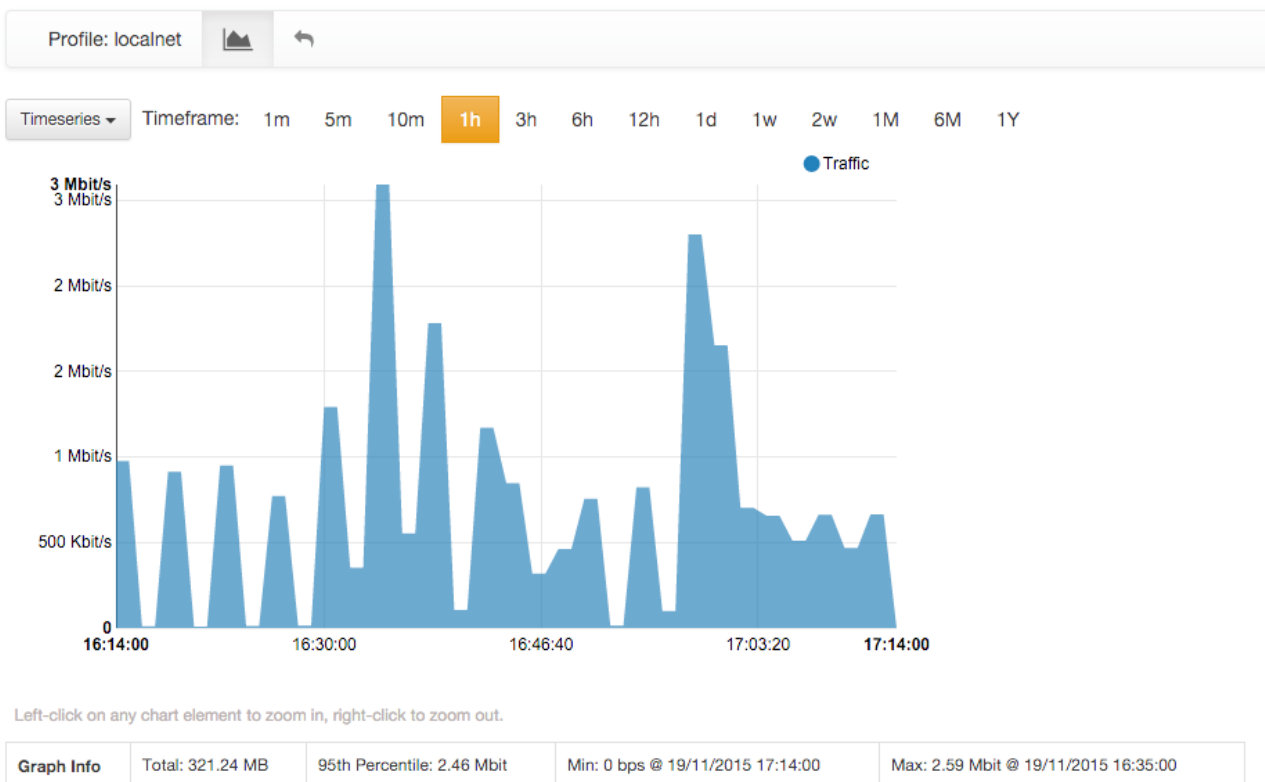 Profile: localnet
Timeseries Timeframe: 1m 5m 10m 1h 3h 6h 12h 1d 1w 2w 1M 6M 1Y
Traffic
3 Mbit/s
3 Mbit/s
2 Mbit/s
2 Mbit/s
1 Mbit/s
500 Kbit/s
0
16:14:00 16:30:00 16:46:40 17:03:20 17:14:00
Left-click on any chart element to zoom in, right-click to zoom out.
Graph Info Total: 321.24 MB 95th Percentile: 2.46 Mbit Min: 0 bps @ 19/11/2015 17:14:00 Max: 2.59 Mbit @ 19/11/2015 16:35:00